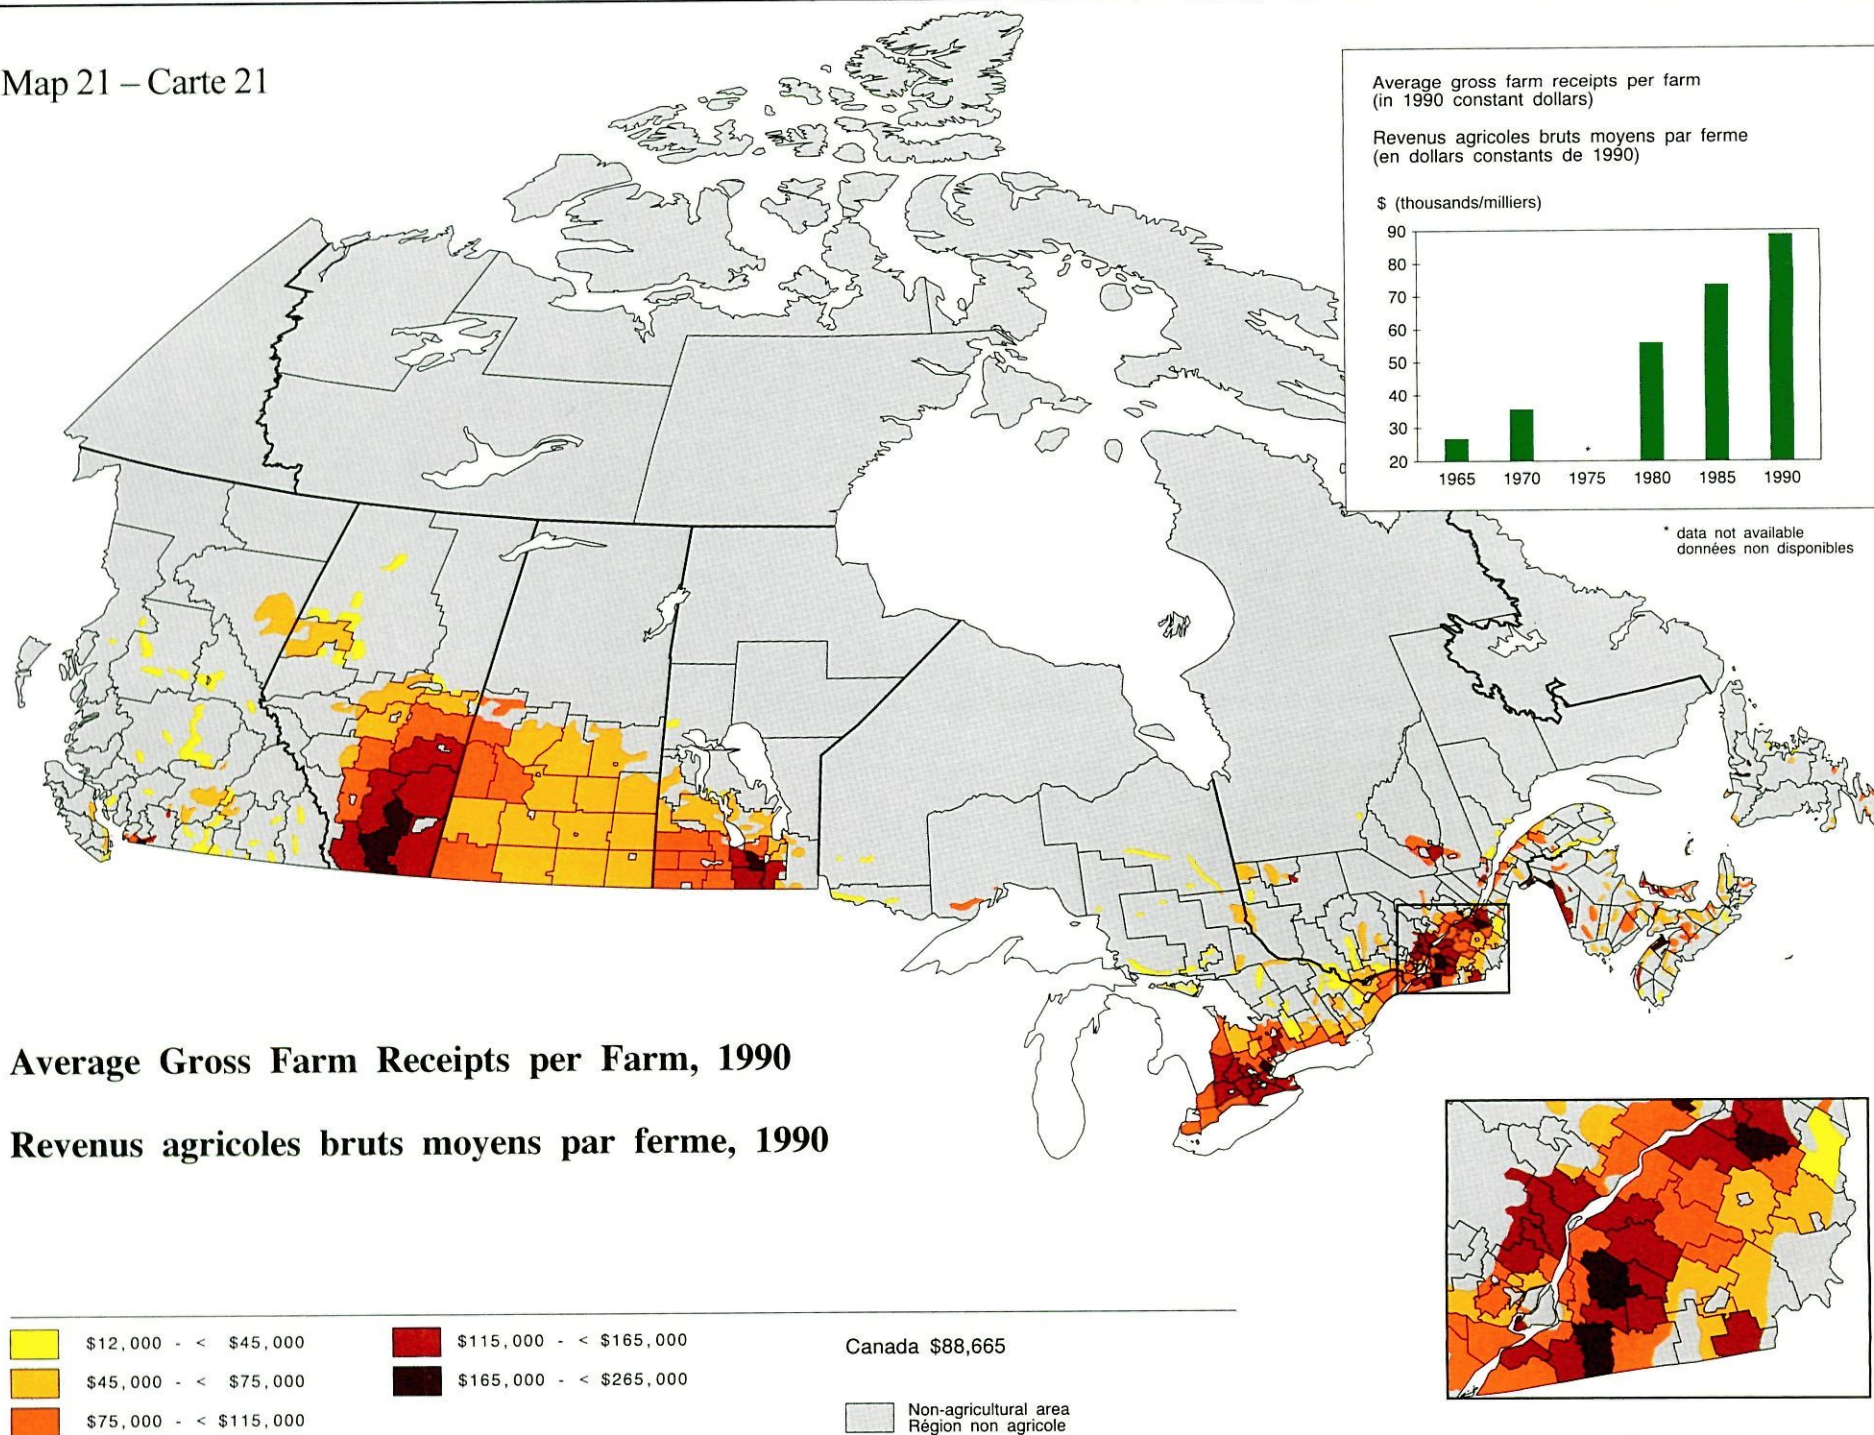 Map 21 – Carte 21
Average gross farm receipts per farm
(in 1990 constant dollars)
Revenus agricoles bruts moyens par ferme
(en dollars constants de 1990)
$ (thousands/milliers)
90
80
70
60
50
40
30
20
*
1965 1970 1975 1980 1985 1990
* data not available
données non disponibles
Average Gross Farm Receipts per Farm, 1990
Revenus agricoles bruts moyens par ferme, 1990
$12,000 - < $45,000
$45,000 - < $75,000
$75,000 - < $115,000
$115,000 - < $165,000
$165,000 - < $265,000
Canada $88,665
Non-agricultural area
Région non agricole